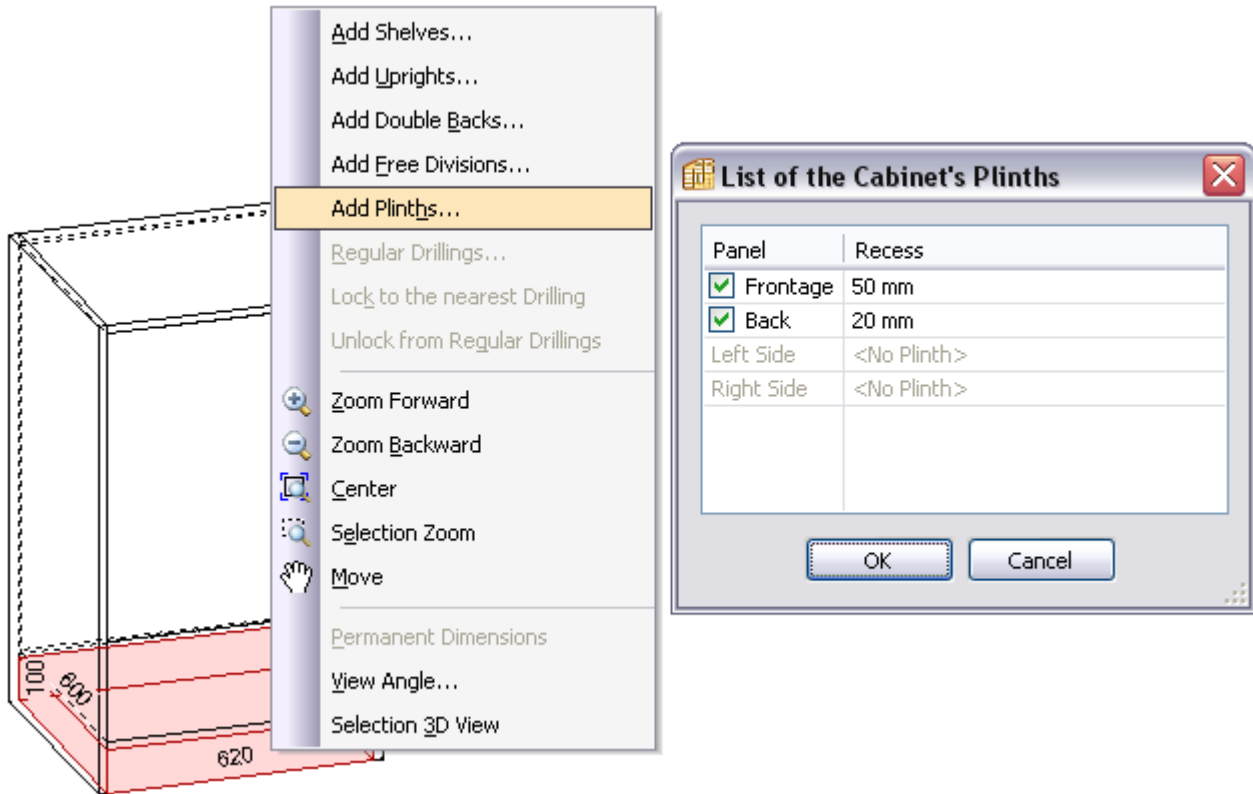 Add Shelves...
Add Uprights...
Add Double Backs...
Add Free Divisions...
Add Plinths...
Regular Drillings...
Lock to the nearest Drilling
Unlock from Regular Drillings
Zoom Forward
Zoom Backward
Center
Selection Zoom
Move
Permanent Dimensions
View Angle...
Selection 3D View
100
600
620
List of the Cabinet's Plinths
Panel Recess
Frontage 50 mm
Back 20 mm
Left Side <No Plinth>
Right Side <No Plinth>
OK Cancel